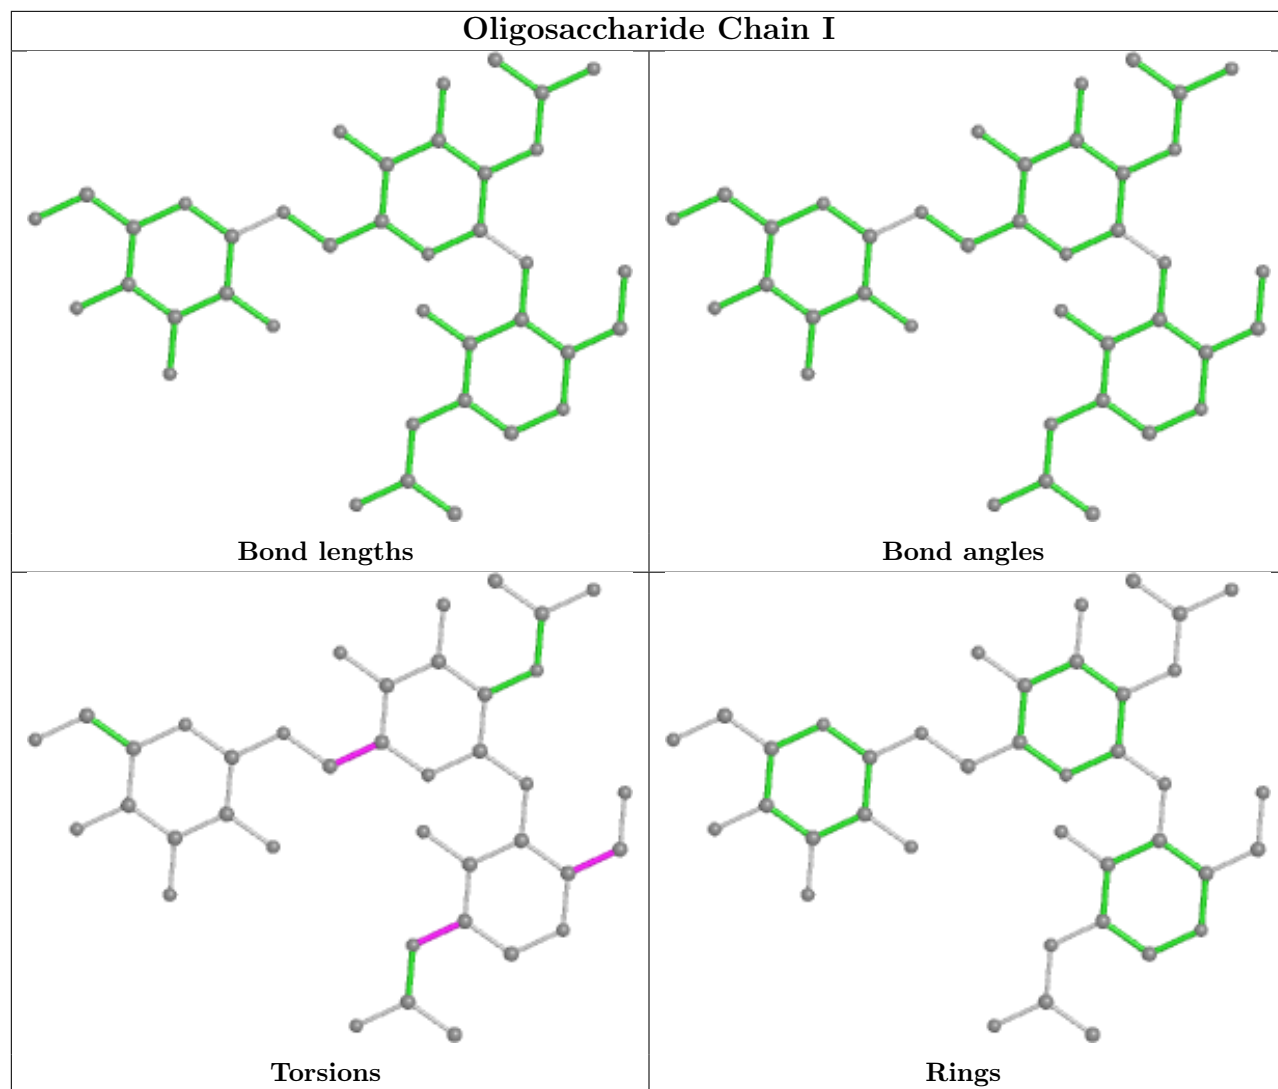 Oligosaccharide Chain I
Bond lengths
Bond angles
Torsions
Rings